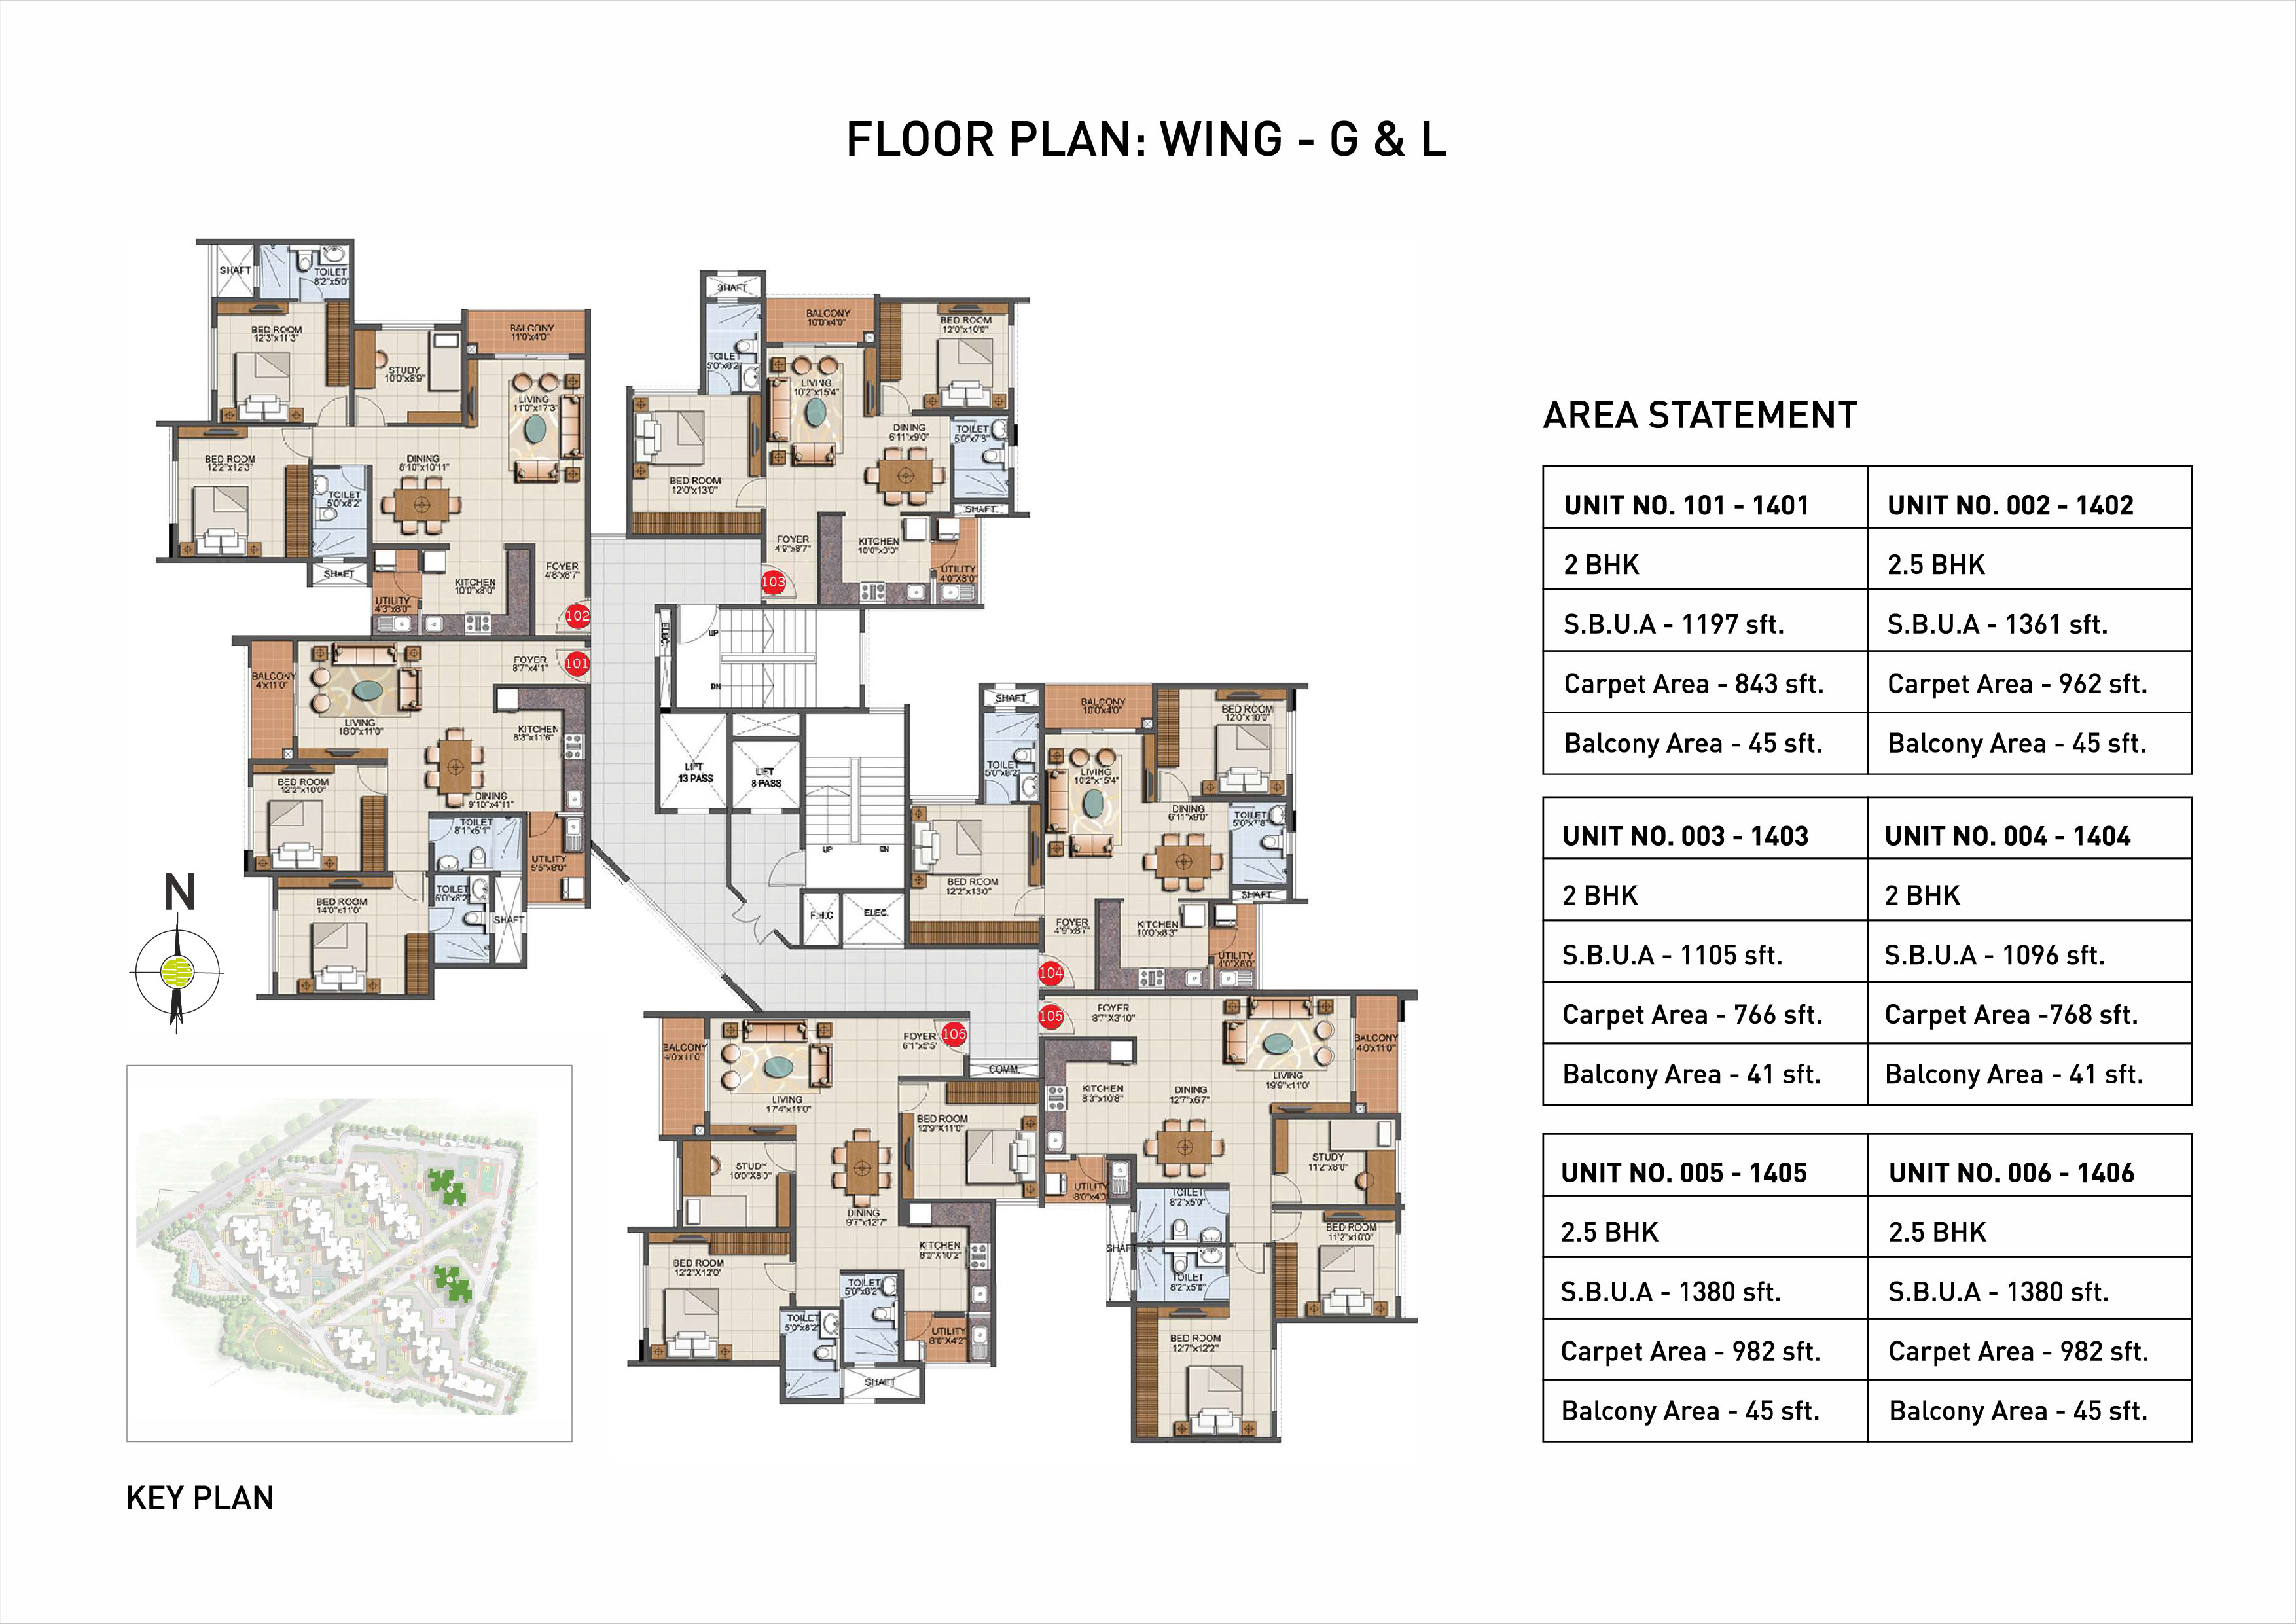 FLOOR PLAN: WING - G & L
SHAFT
TOILET
8'2"x5'0"
BED ROOM
12'3"x11'3"
STUDY
10'0"x8'9"
BALCONY
11'0"x4'0"
LIVING
11'0"x17'3"
BED ROOM
12'2"x12'3"
TOILET
5'0"x8'2"
DINING
8'10"x10'11"
SHAFT
UTILITY
4'3"x8'0"
KITCHEN
10'0"x8'0"
FOYER
4'8"x8'7"
102
SHAFT
TOILET
5'0"x8'2"
BALCONY
10'0"x4'0"
BED ROOM
12'0"x10'0"
LIVING
10'2"x15'4"
DINING
6'11"x9'0"
TOILET
5'0"x7'8"
BED ROOM
12'0"x13'0"
SHAFT
FOYER
4'9"x8'7"
KITCHEN
10'0"x8'3"
UTILITY
4'0"X8'0"
103
BALCONY
4'x11'0"
FOYER
8'7"x4'1"
101
LIVING
18'0"x11'0"
KITCHEN
8'3"x11'6"
BED ROOM
12'2"x10'0"
DINING
9'10"x4'11"
TOILET
8'1"x5'1"
UTILITY
5'5"x8'0"
BED ROOM
14'0"x11'0"
TOILET
5'0"x8'2"
SHAFT
ELEC.
UP
DN
LIFT
13 PASS
LIFT
8 PASS
UP
DN
F.H.C
ELEC.
SHAFT
TOILET
5'0"x8'2"
BALCONY
10'0"x4'0"
BED ROOM
12'0"x10'0"
LIVING
10'2"x15'4"
DINING
6'11"x9'0"
TOILET
5'0"x7'8"
BED ROOM
12'2"x13'0"
SHAFT
FOYER
4'9"x8'7"
KITCHEN
10'0"x8'3"
UTILITY
4'0"X8'0"
104
105
FOYER
8'7"X3'10"
BALCONY
4'0"x11'0"
LIVING
19'9"x11'0"
KITCHEN
8'3"x10'8"
DINING
12'7"x6'7"
STUDY
11'2"x8'0"
UTILITY
8'0"x4'0"
TOILET
8'2"x5'0"
SHAFT
BED ROOM
11'2"x10'0"
TOILET
8'2"x5'0"
BED ROOM
12'7"x12'2"
BALCONY
4'0x11'0"
FOYER
6'1"x5'5"
106
COMM.
LIVING
17'4"x11'0"
BED ROOM
12'9"X11'0"
STUDY
10'0"X8'0"
DINING
9'7"x12'7"
KITCHEN
8'0"X10'2"
BED ROOM
12'2"X12'0"
TOILET
5'0"x8'2"
TOILET
5'0"x8'2"
UTILITY
8'0"X4'2"
SHAFT
N
KEY PLAN
AREA STATEMENT
UNIT NO. 101 - 1401
UNIT NO. 002 - 1402
2 BHK
2.5 BHK
S.B.U.A - 1197 sft.
S.B.U.A - 1361 sft.
Carpet Area - 843 sft.
Carpet Area - 962 sft.
Balcony Area - 45 sft.
Balcony Area - 45 sft.
UNIT NO. 003 - 1403
UNIT NO. 004 - 1404
2 BHK
2 BHK
S.B.U.A - 1105 sft.
S.B.U.A - 1096 sft.
Carpet Area - 766 sft.
Carpet Area -768 sft.
Balcony Area - 41 sft.
Balcony Area - 41 sft.
UNIT NO. 005 - 1405
UNIT NO. 006 - 1406
2.5 BHK
2.5 BHK
S.B.U.A - 1380 sft.
S.B.U.A - 1380 sft.
Carpet Area - 982 sft.
Carpet Area - 982 sft.
Balcony Area - 45 sft.
Balcony Area - 45 sft.